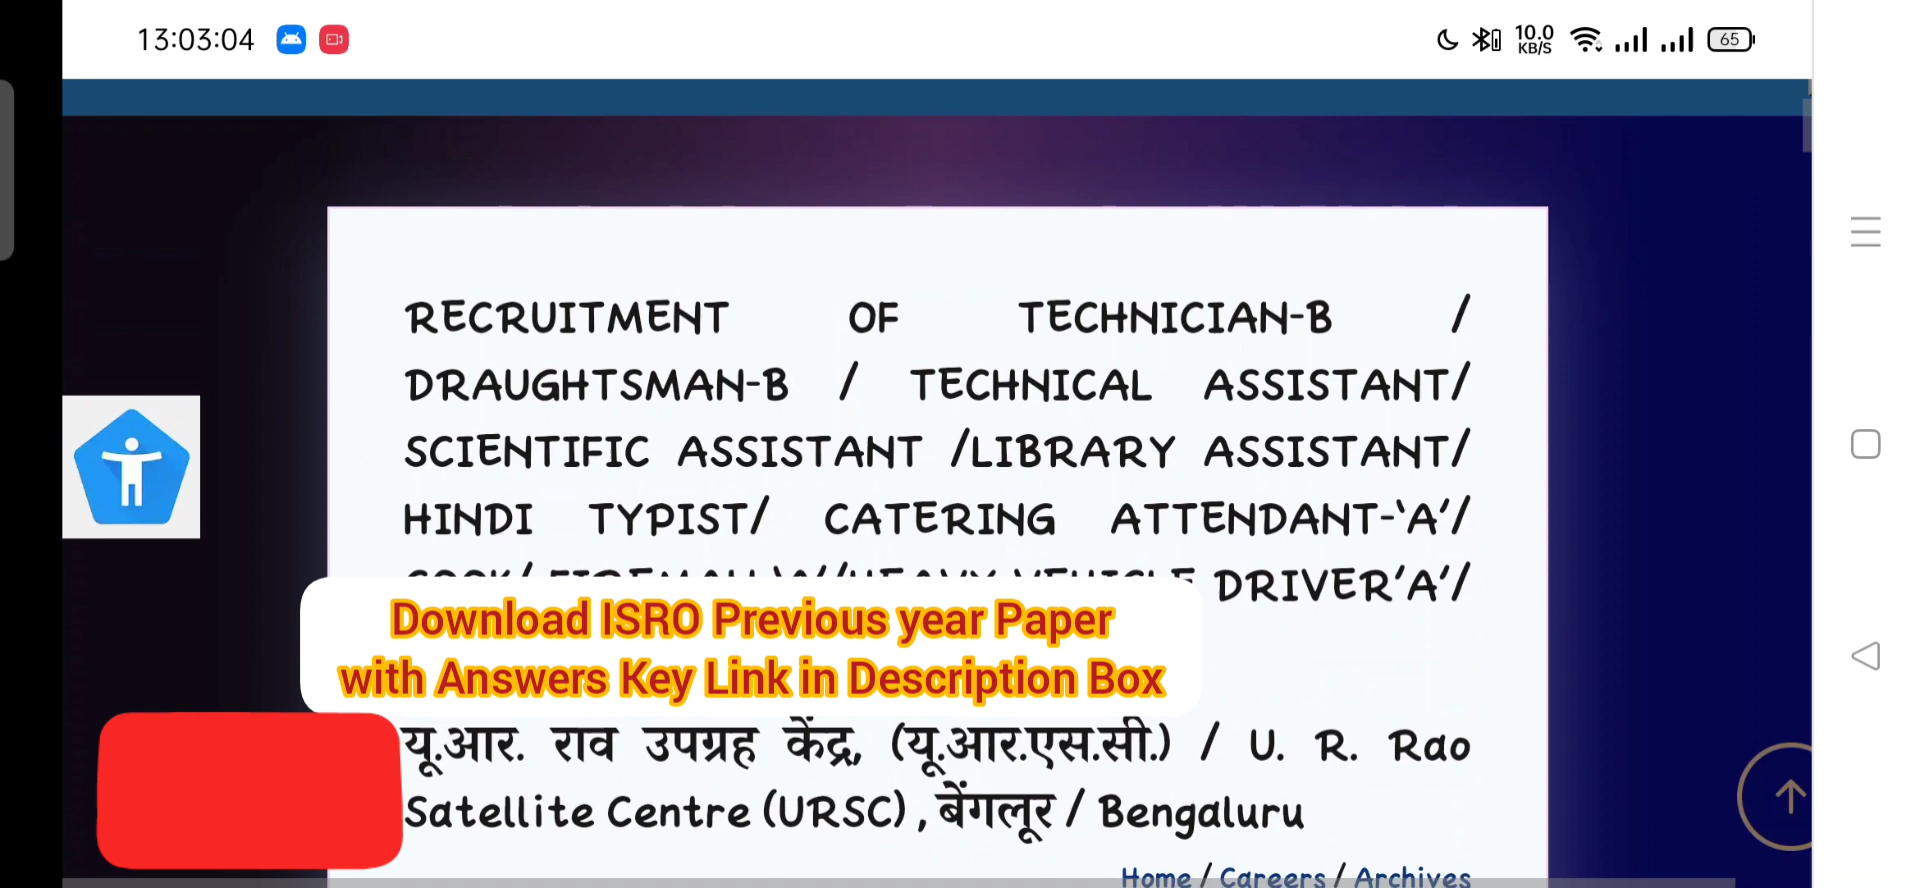 13:03:04
10.0
KB/S
65
RECRUITMENT OF TECHNICIAN-B /
DRAUGHTSMAN-B / TECHNICAL ASSISTANT/
SCIENTIFIC ASSISTANT /LIBRARY ASSISTANT/
HINDI TYPIST/ CATERING ATTENDANT-‘A’/
DRIVER’A’/
Download ISRO Previous year Paper
with Answers Key Link in Description Box
यू.आर. राव उपग्रह केंद्र, (यू.आर.एस.सी.) / U. R. Rao
Satellite Centre (URSC) , बेंगलूर / Bengaluru
Home / Careers / Archives